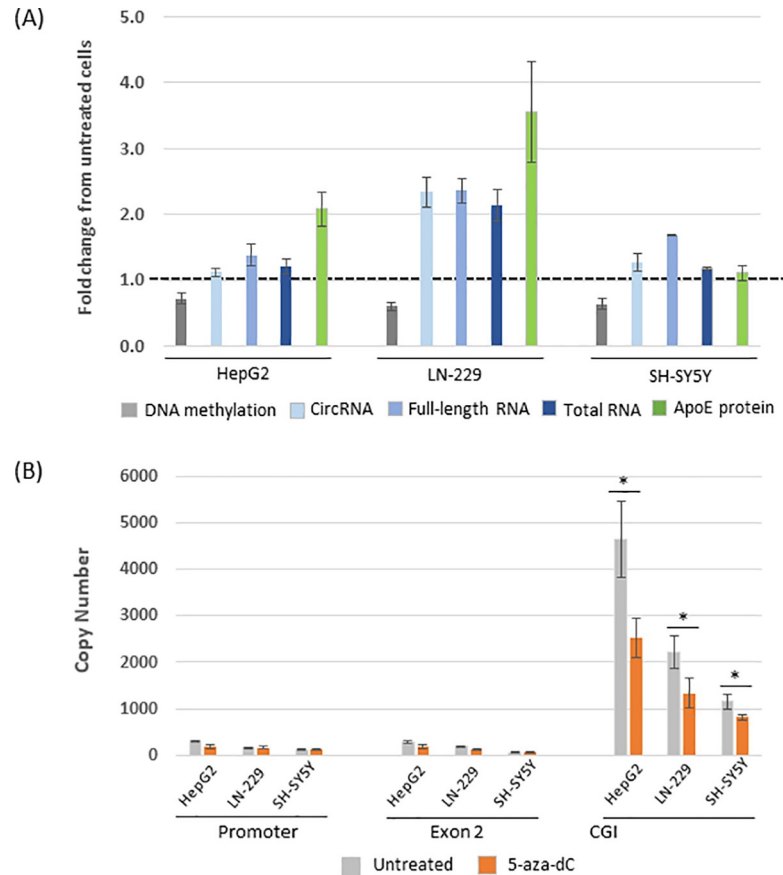 (A)
5.0
4.0
3.0
2.0
1.0
0.0
Fold change from untreated cells
HepG2 LN-229 SH-SY5Y
DNA methylation CircRNA Full-length RNA Total RNA ApoE protein
(B)
6000
5000
4000
3000
2000
1000
0
Copy Number
* * *
HepG2 LN-229 SH-SY5Y HepG2 LN-229 SH-SY5Y HepG2 LN-229 SH-SY5Y
Promoter Exon 2 CGI
Untreated 5-aza-dC